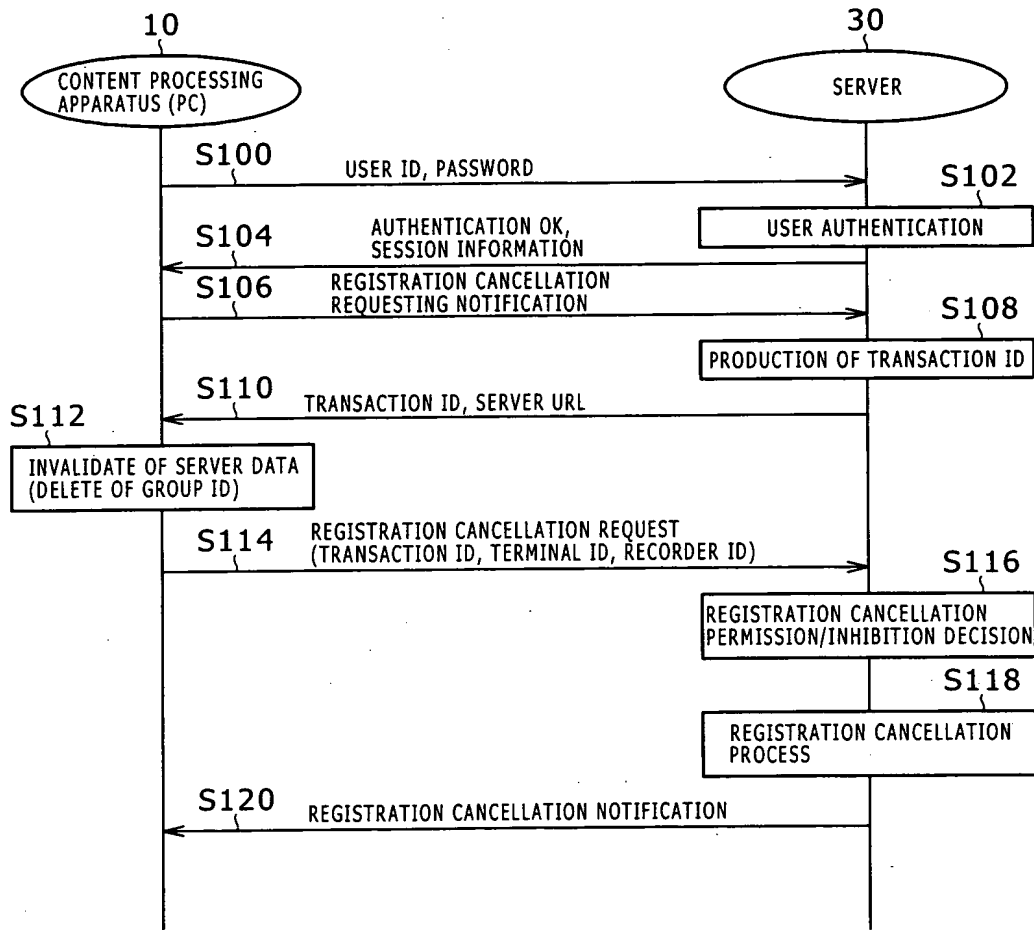 10
30
CONTENT PROCESSING
APPARATUS (PC)
SERVER
S100
USER ID, PASSWORD
S102
USER AUTHENTICATION
S104
AUTHENTICATION OK,
SESSION INFORMATION
S106
REGISTRATION CANCELLATION
REQUESTING NOTIFICATION
S108
PRODUCTION OF TRANSACTION ID
S110
TRANSACTION ID, SERVER URL
S112
INVALIDATE OF SERVER DATA
(DELETE OF GROUP ID)
S114
REGISTRATION CANCELLATION REQUEST
(TRANSACTION ID, TERMINAL ID, RECORDER ID)
S116
REGISTRATION CANCELLATION
PERMISSION/INHIBITION DECISION
S118
REGISTRATION CANCELLATION
PROCESS
S120
REGISTRATION CANCELLATION NOTIFICATION